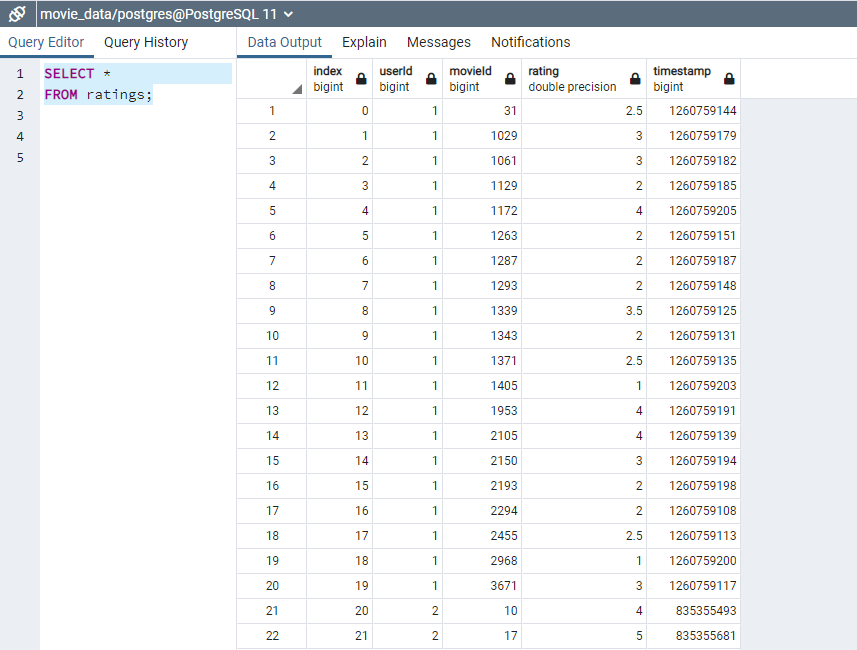 movie_data/postgres@PostgreSQL 11
Query Editor Query History Data Output Explain Messages Notifications
1 SELECT *
2 FROM ratings;
3
4
5
index userId movieId rating timestamp
bigint bigint bigint double precision bigint
1 0 1 31 2.5 1260759144
2 1 1 1029 3 1260759179
3 2 1 1061 3 1260759182
4 3 1 1129 2 1260759185
5 4 1 1172 4 1260759205
6 5 1 1263 2 1260759151
7 6 1 1287 2 1260759187
8 7 1 1293 2 1260759148
9 8 1 1339 3.5 1260759125
10 9 1 1343 2 1260759131
11 10 1 1371 2.5 1260759135
12 11 1 1405 1 1260759203
13 12 1 1953 4 1260759191
14 13 1 2105 4 1260759139
15 14 1 2150 3 1260759194
16 15 1 2193 2 1260759198
17 16 1 2294 2 1260759108
18 17 1 2455 2.5 1260759113
19 18 1 2968 1 1260759200
20 19 1 3671 3 1260759117
21 20 2 10 4 835355493
22 21 2 17 5 835355681